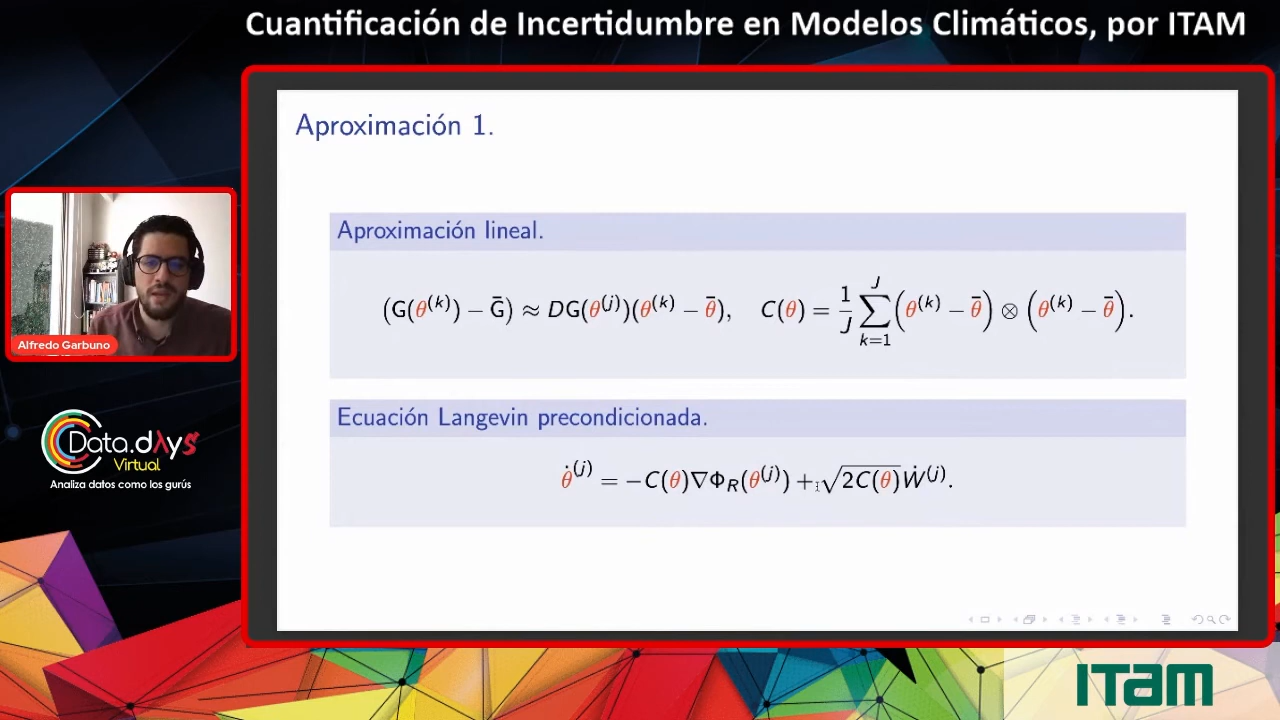 Cuantificación de Incertidumbre en Modelos Climáticos, por ITAM
Aproximación 1.
Aproximación lineal.
(G(θ^(k)) − Ḡ) ≈ DG(θ^(j))(θ^(k) − θ̄), C(θ) = 1/J ∑_{k=1}^{J} (θ^(k) − θ̄) ⊗ (θ^(k) − θ̄).
Ecuación Langevin precondicionada.
θ̇^(j) = −C(θ)∇Φ_R(θ^(j)) + √2C(θ) Ẇ^(j).
Alfredo Garbuno
Data.dAys
Virtual
Analiza datos como los gurús
ITAM